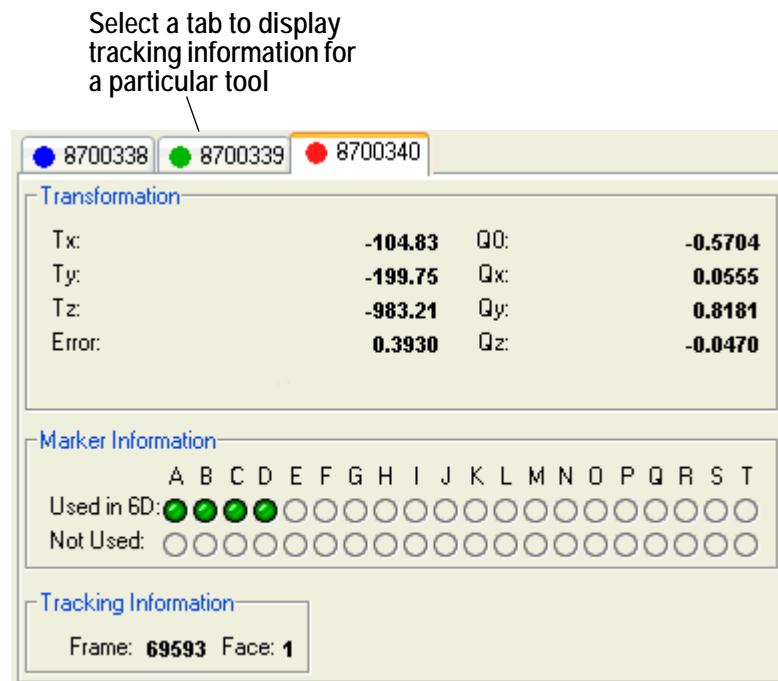 Select a tab to display
tracking information for
a particular tool
8700338 8700339 8700340
Transformation
Tx: -104.83 Q0: -0.5704
Ty: -199.75 Qx: 0.0555
Tz: -983.21 Qy: 0.8181
Error: 0.3930 Qz: -0.0470
Marker Information
A B C D E F G H I J K L M N O P Q R S T
Used in 6D:
Not Used:
Tracking Information
Frame: 69593 Face: 1